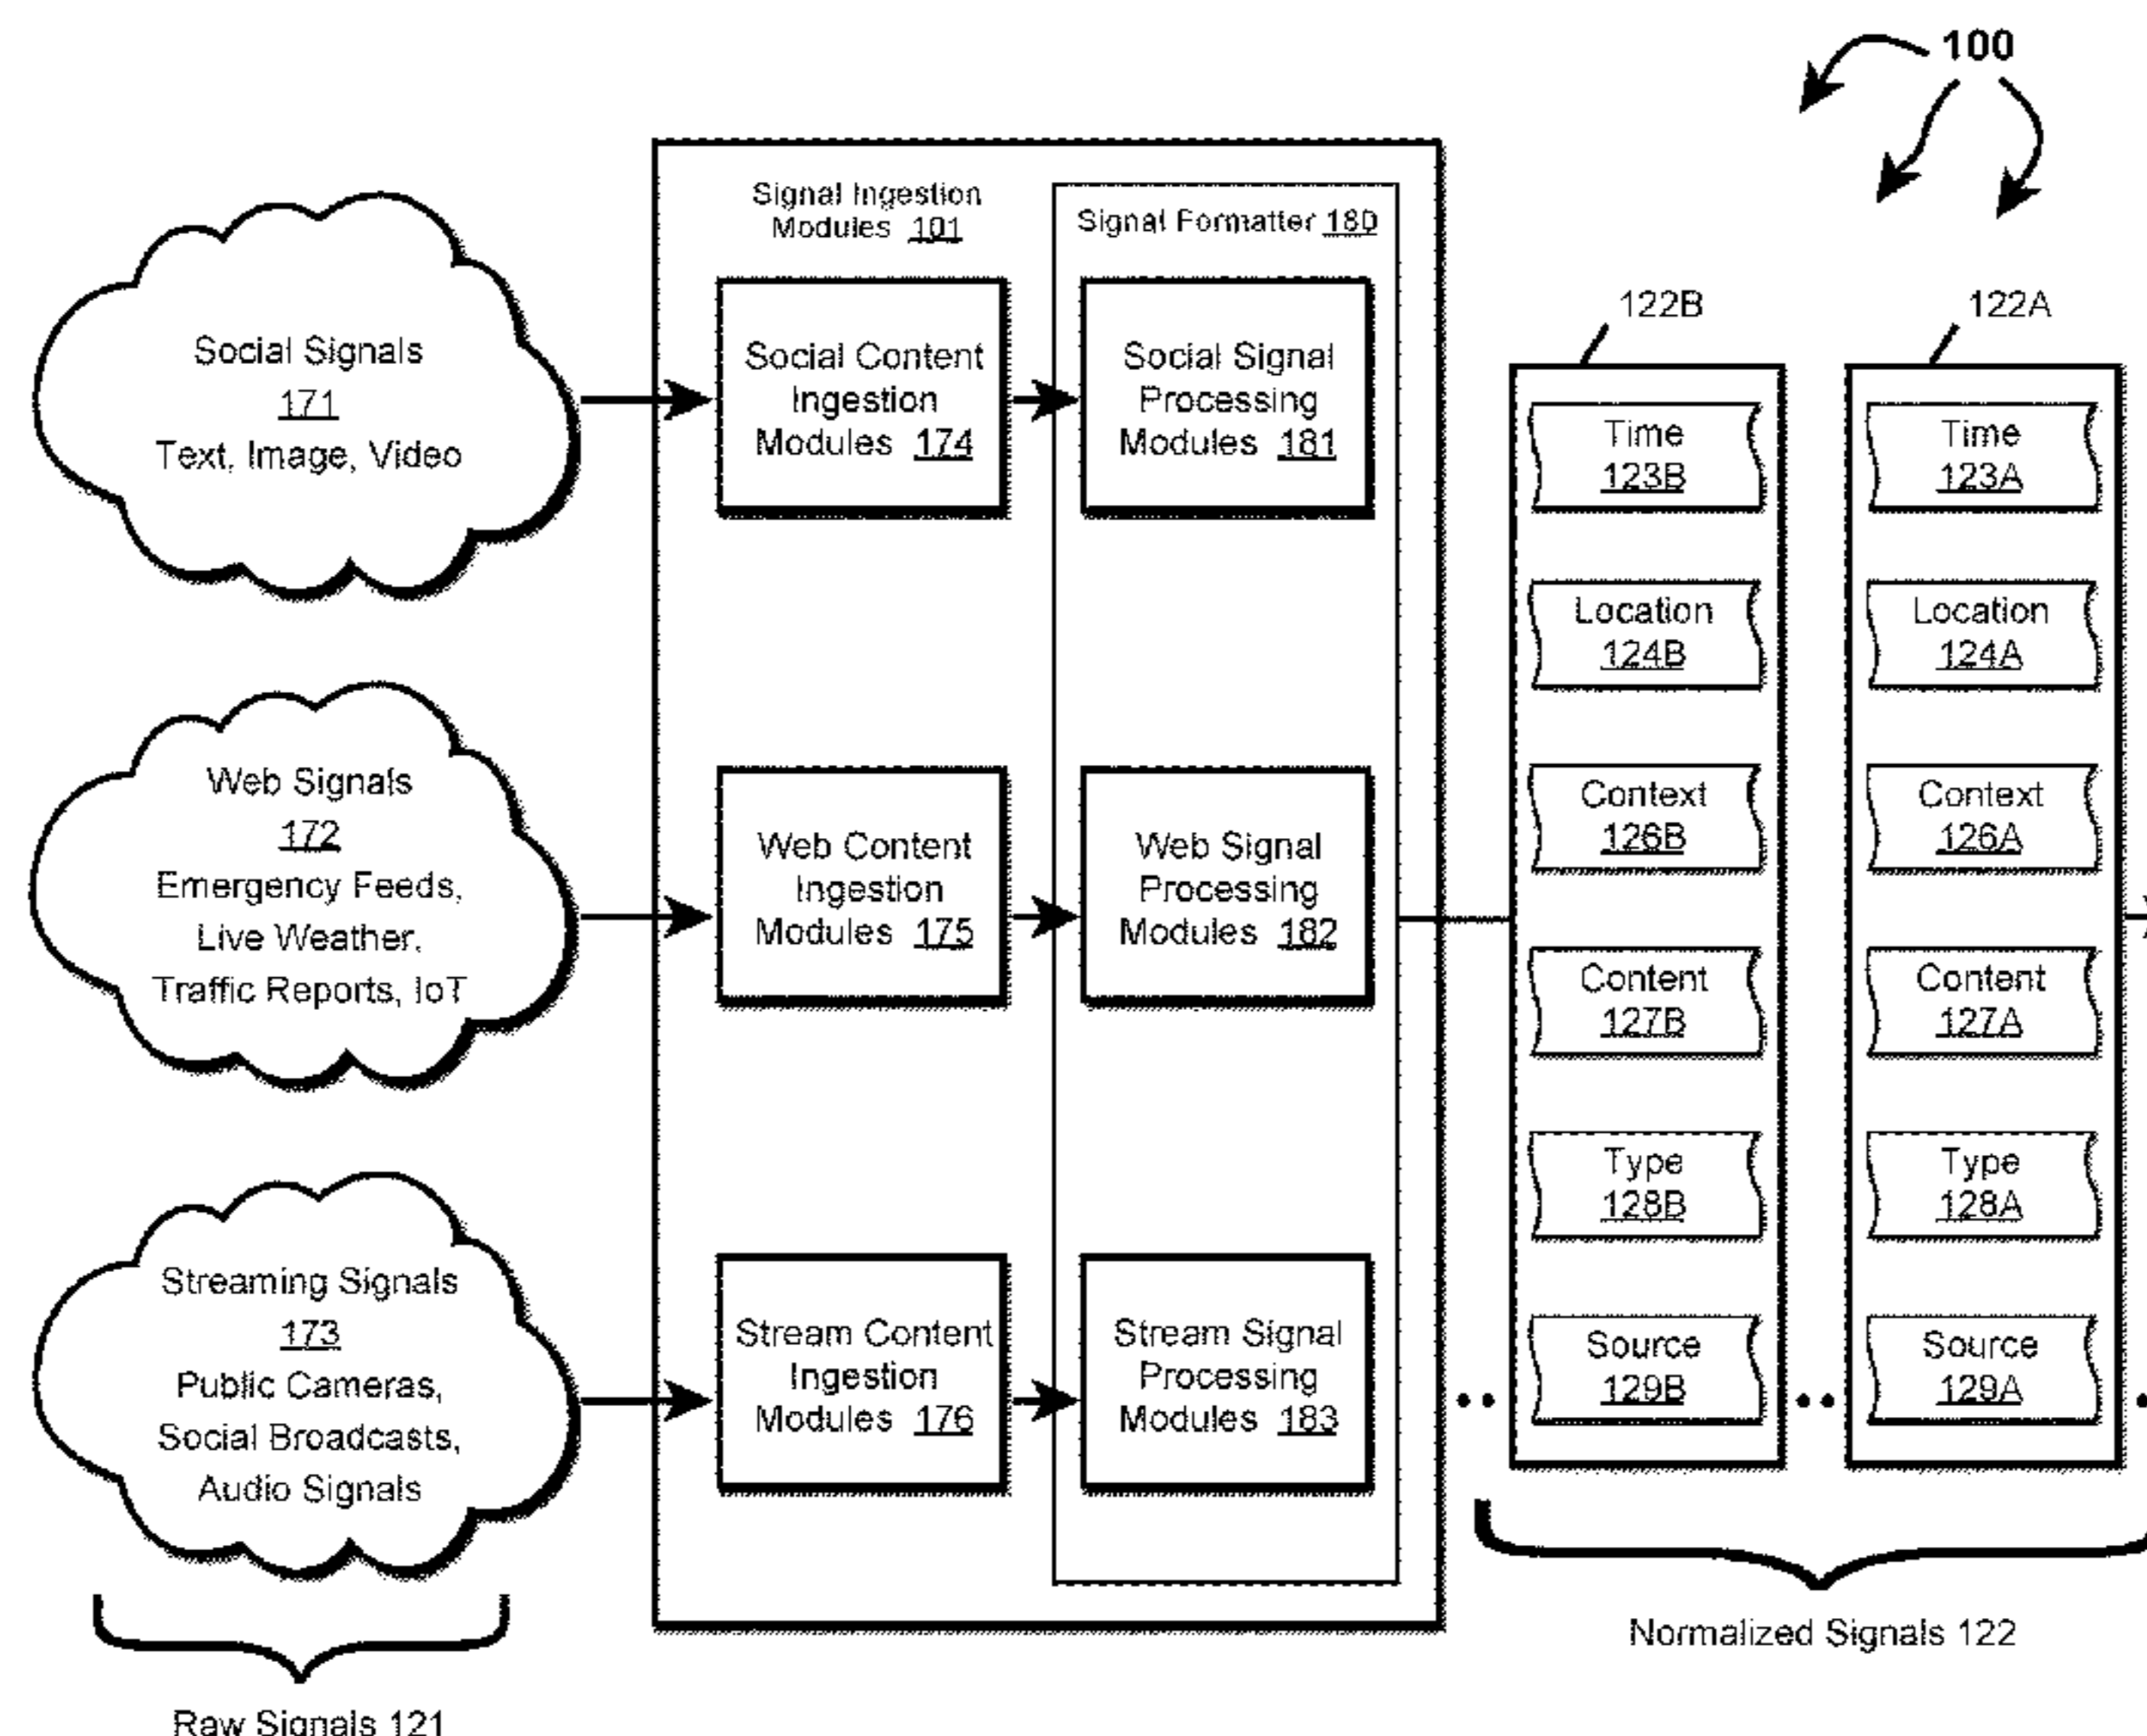 100
Signal Ingestion
Modules 101
Signal Formatter 180
122B
122A
Social Signals
171
Text, Image, Video
Social Content
Ingestion
Modules 174
Social Signal
Processing
Modules 181
Web Signals
172
Emergency Feeds,
Live Weather,
Traffic Reports, IoT
Web Content
Ingestion
Modules 175
Web Signal
Processing
Modules 182
Streaming Signals
173
Public Cameras,
Social Broadcasts,
Audio Signals
Stream Content
Ingestion
Modules 176
Stream Signal
Processing
Modules 183
Time
123B
Location
124B
Context
126B
Content
127B
Type
128B
Source
129B
Time
123A
Location
124A
Context
126A
Content
127A
Type
128A
Source
129A
Normalized Signals 122
Raw Signals 121